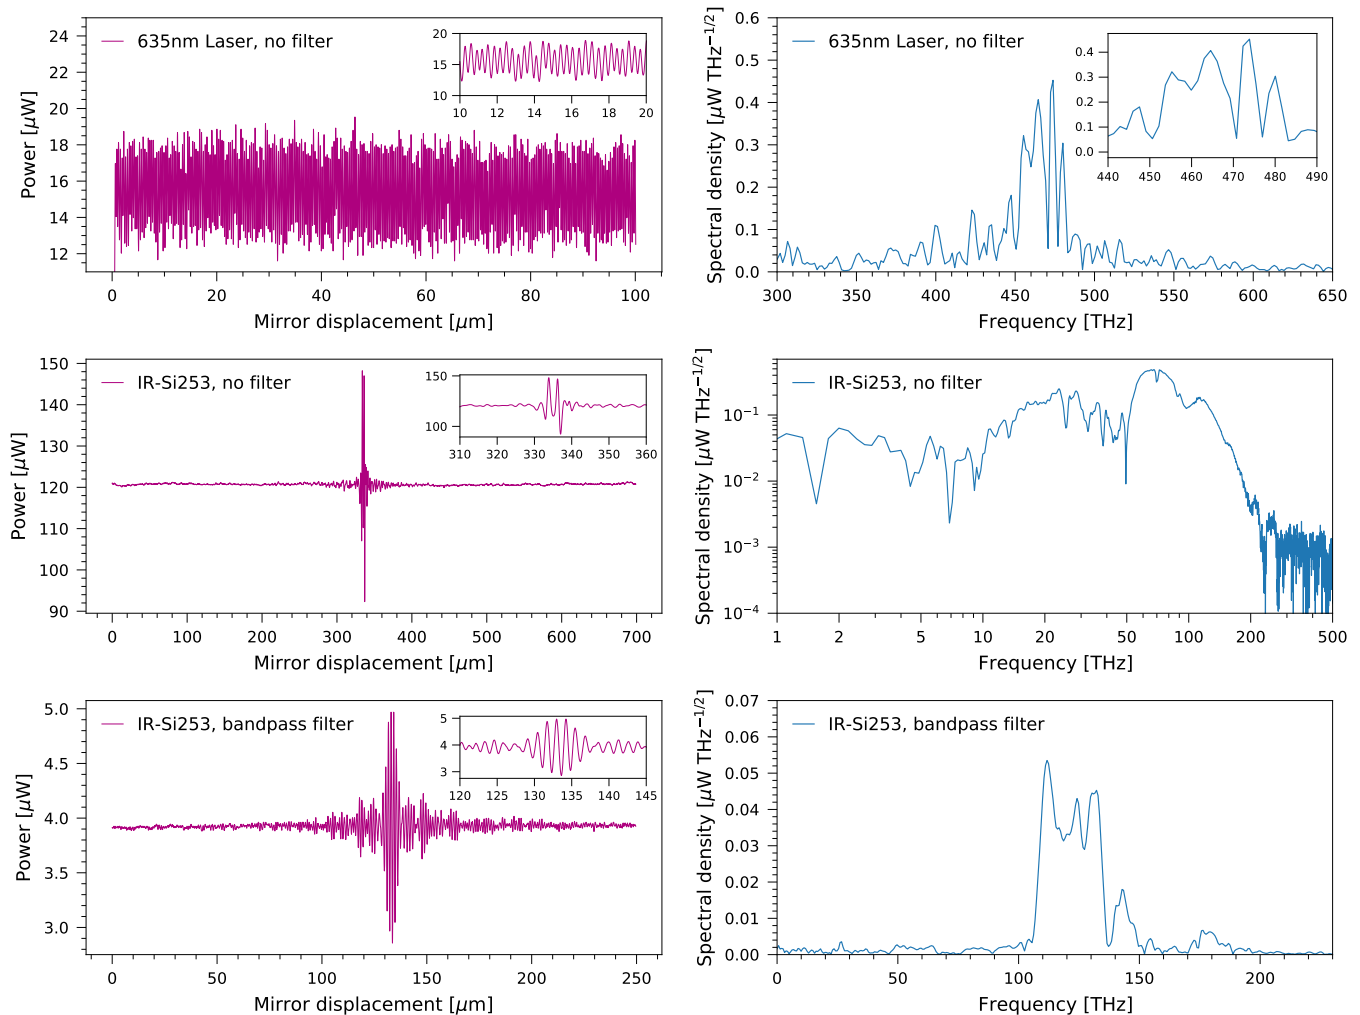 635nm Laser, no filter
Power [μW]
24
22
20
18
16
14
12
0 20 40 60 80 100
Mirror displacement [μm]
20
15
10
10 12 14 16 18 20
635nm Laser, no filter
Spectral density [μW THz⁻¹/²]
0.6
0.5
0.4
0.3
0.2
0.1
0.0
300 350 400 450 500 550 600 650
Frequency [THz]
0.4
0.3
0.2
0.1
0.0
440 450 460 470 480 490
IR-Si253, no filter
Power [μW]
150
140
130
120
110
100
90
0 100 200 300 400 500 600 700
Mirror displacement [μm]
150
100
310 320 330 340 350 360
IR-Si253, no filter
Spectral density [μW THz⁻¹/²]
10⁻¹
10⁻²
10⁻³
10⁻⁴
1 2 5 10 20 50 100 200 500
Frequency [THz]
IR-Si253, bandpass filter
Power [μW]
5.0
4.5
4.0
3.5
3.0
0 50 100 150 200 250
Mirror displacement [μm]
5
4
3
120 125 130 135 140 145
IR-Si253, bandpass filter
Spectral density [μW THz⁻¹/²]
0.07
0.06
0.05
0.04
0.03
0.02
0.01
0.00
0 50 100 150 200
Frequency [THz]